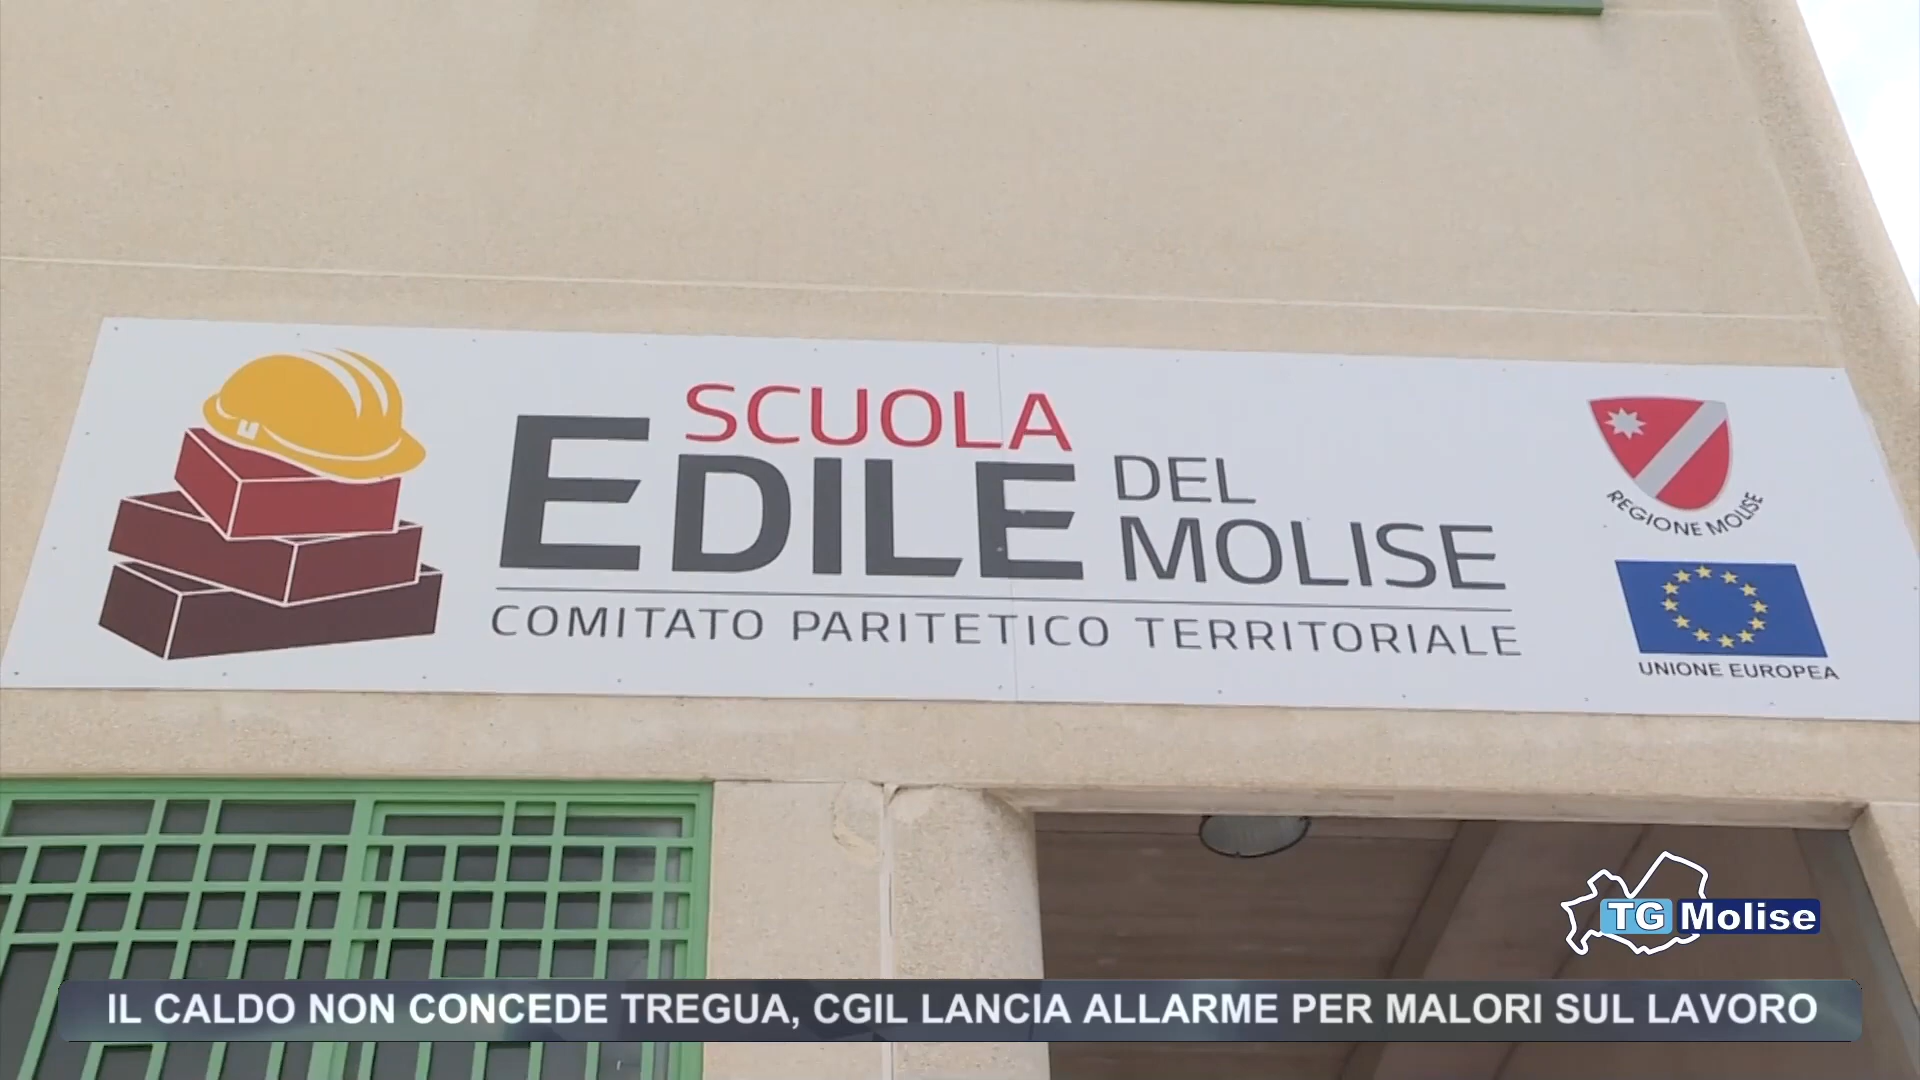 SCUOLA
EDILE DEL
MOLISE
COMITATO PARITETICO TERRITORIALE
REGIONE MOLISE
UNIONE EUROPEA
TG Molise
IL CALDO NON CONCEDE TREGUA, CGIL LANCIA ALLARME PER MALORI SUL LAVORO